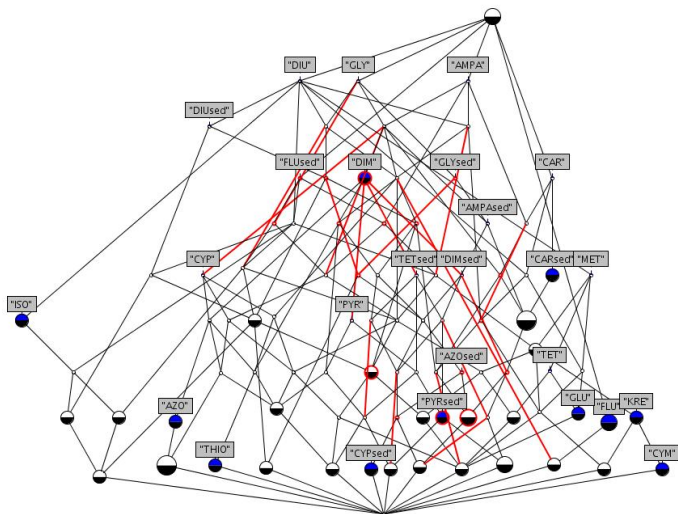 "DIU"
"GLY"
"AMPA"
"DIUsed"
"FLUsed"
"DIM"
"GLYsed"
"CAR"
"AMPAsed"
"CYP"
"TETsed"
"DIMsed"
"CARsed"
"MET"
"ISO"
"PYR"
"AZOsed"
"TET"
"AZO"
"PYRsed"
"GLU"
"FLU"
"KRE"
"THIO"
"CYPsed"
"CYM"